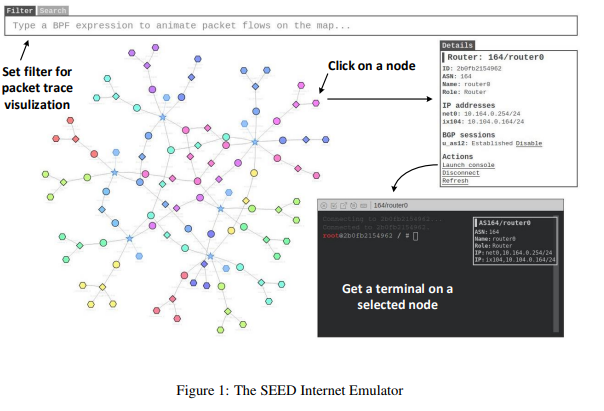 Filter Search
Type a BPF expression to animate packet flows on the map...
Set filter for
packet trace
visulization
Click on a node
Details
Router: 164/router0
ID: 2b0fb2154962
ASN: 164
Name: router0
Role: Router
IP addresses
net0: 10.164.0.254/24
ix104: 10.104.0.164/24
BGP sessions
u_as12: Established Disable
Actions
Launch console
Disconnect
Refresh
164/router0
Connecting to 2b0fb2154962...
Connected to 2b0fb2154962.
root@2b0fb2154962 / #
AS164/router0
ASN: 164
Name: router0
Role: Router
IP: net0,10.164.0.254/24
IP: ix104,10.104.0.164/24
Get a terminal on a
selected node
Figure 1: The SEED Internet Emulator